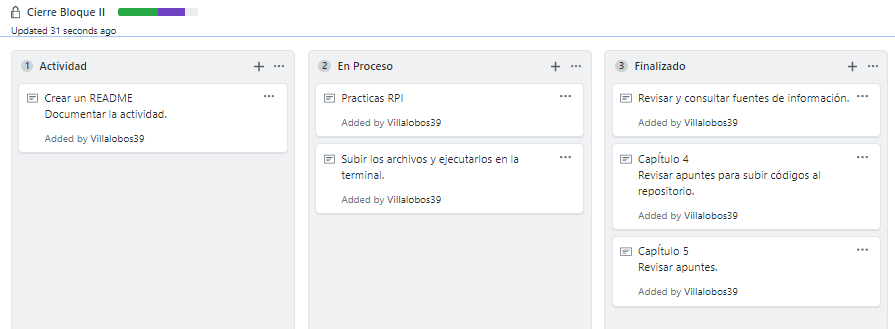 Cierre Bloque II
Updated 31 seconds ago
1 Actividad
Crear un README
Documentar la actividad.
Added by Villalobos39
2 En Proceso
Practicas RPI
Added by Villalobos39
Subir los archivos y ejecutarlos en la
terminal.
Added by Villalobos39
3 Finalizado
Revisar y consultar fuentes de información.
Added by Villalobos39
CapÍtulo 4
Revisar apuntes para subir códigos al
repositorio.
Added by Villalobos39
CapÍtulo 5
Revisar apuntes.
Added by Villalobos39